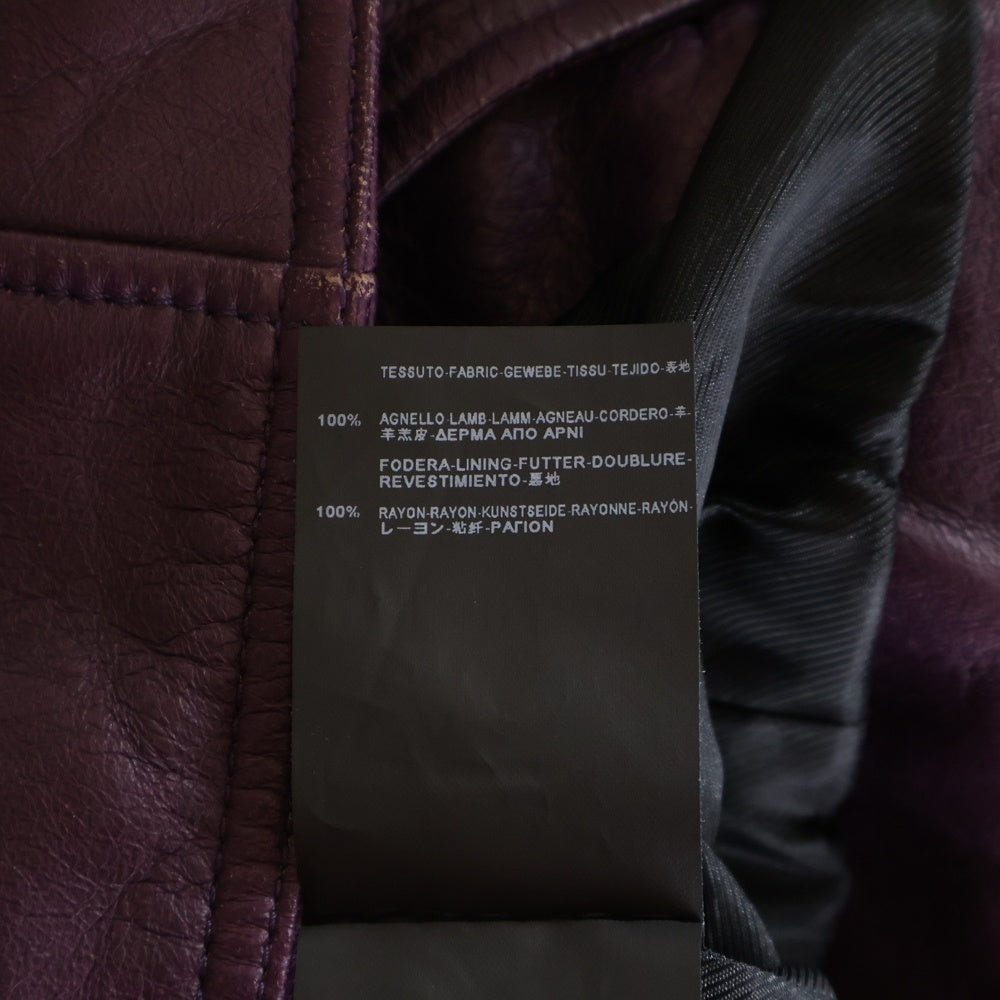 TESSUTO-FABRIC-GEWEBE-TISSU-TEJIDO-表地
100% AGNELLO-LAMB-LAMM-AGNEAU-CORDERO-羊-
羊羔皮-ΔΕΡΜΑ ΑΠΟ ΑΡΝΙ
FODERA-LINING-FUTTER-DOUBLURE-
REVESTIMIENTO-裏地
100% RAYON-RAYON-KUNSTSEIDE-RAYONNE-RAYÓN-
レーヨン-粘纤-ΡΑΓΙΟΝ